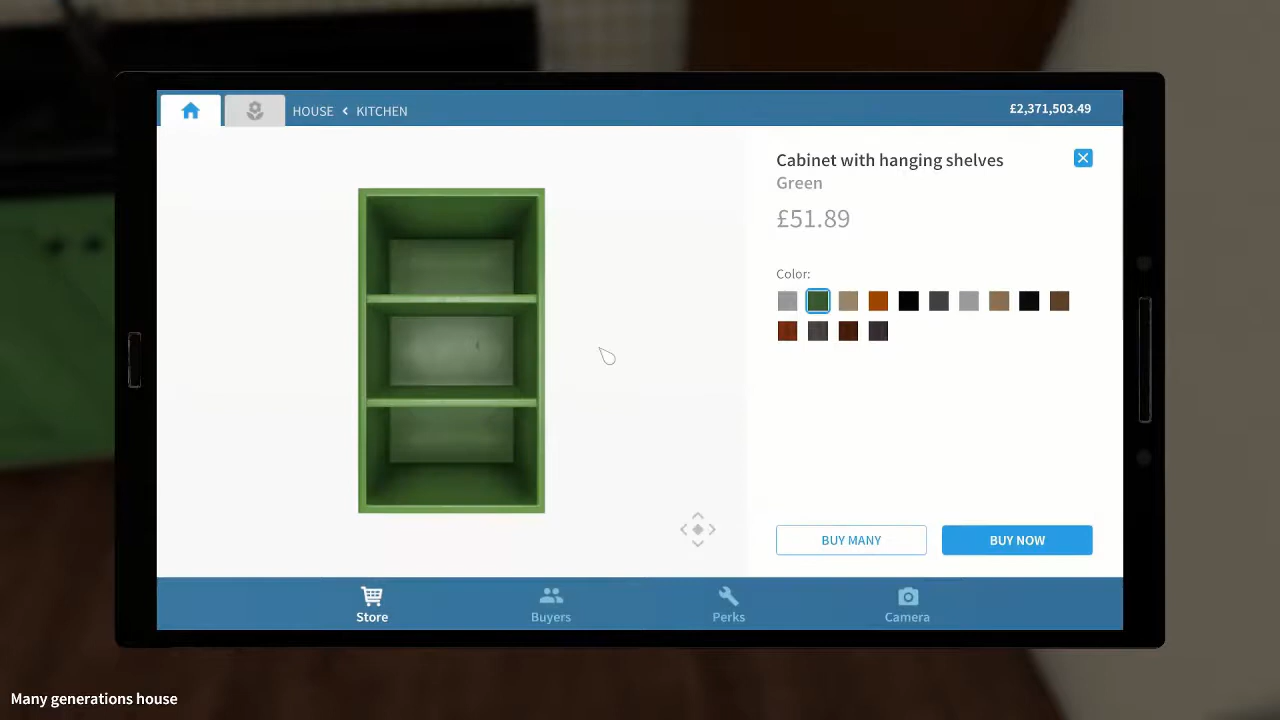 HOUSE < KITCHEN
£2,371,503.49
Cabinet with hanging shelves
Green
£51.89
Color:
BUY MANY
BUY NOW
Store
Buyers
Perks
Camera
Many generations house